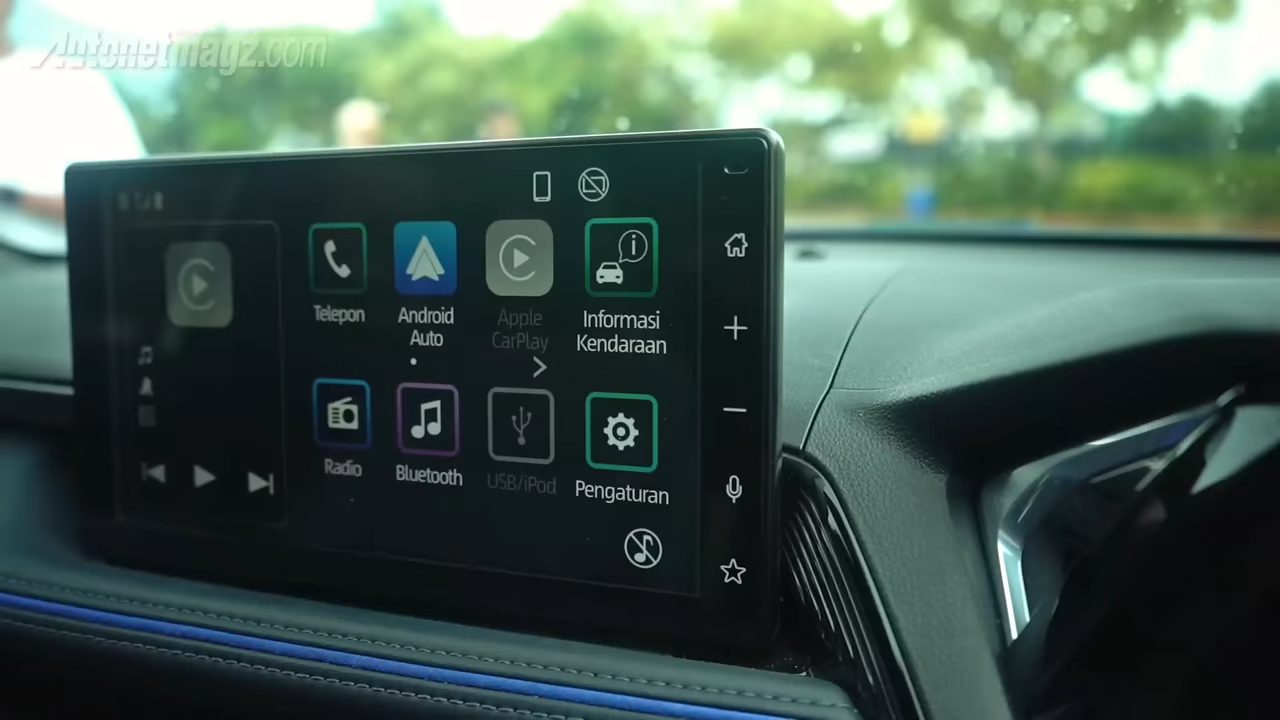 Autonetmagz.com
Telepon
Android
Auto
Apple
CarPlay
Informasi
Kendaraan
Radio
Bluetooth
USB/iPod
Pengaturan